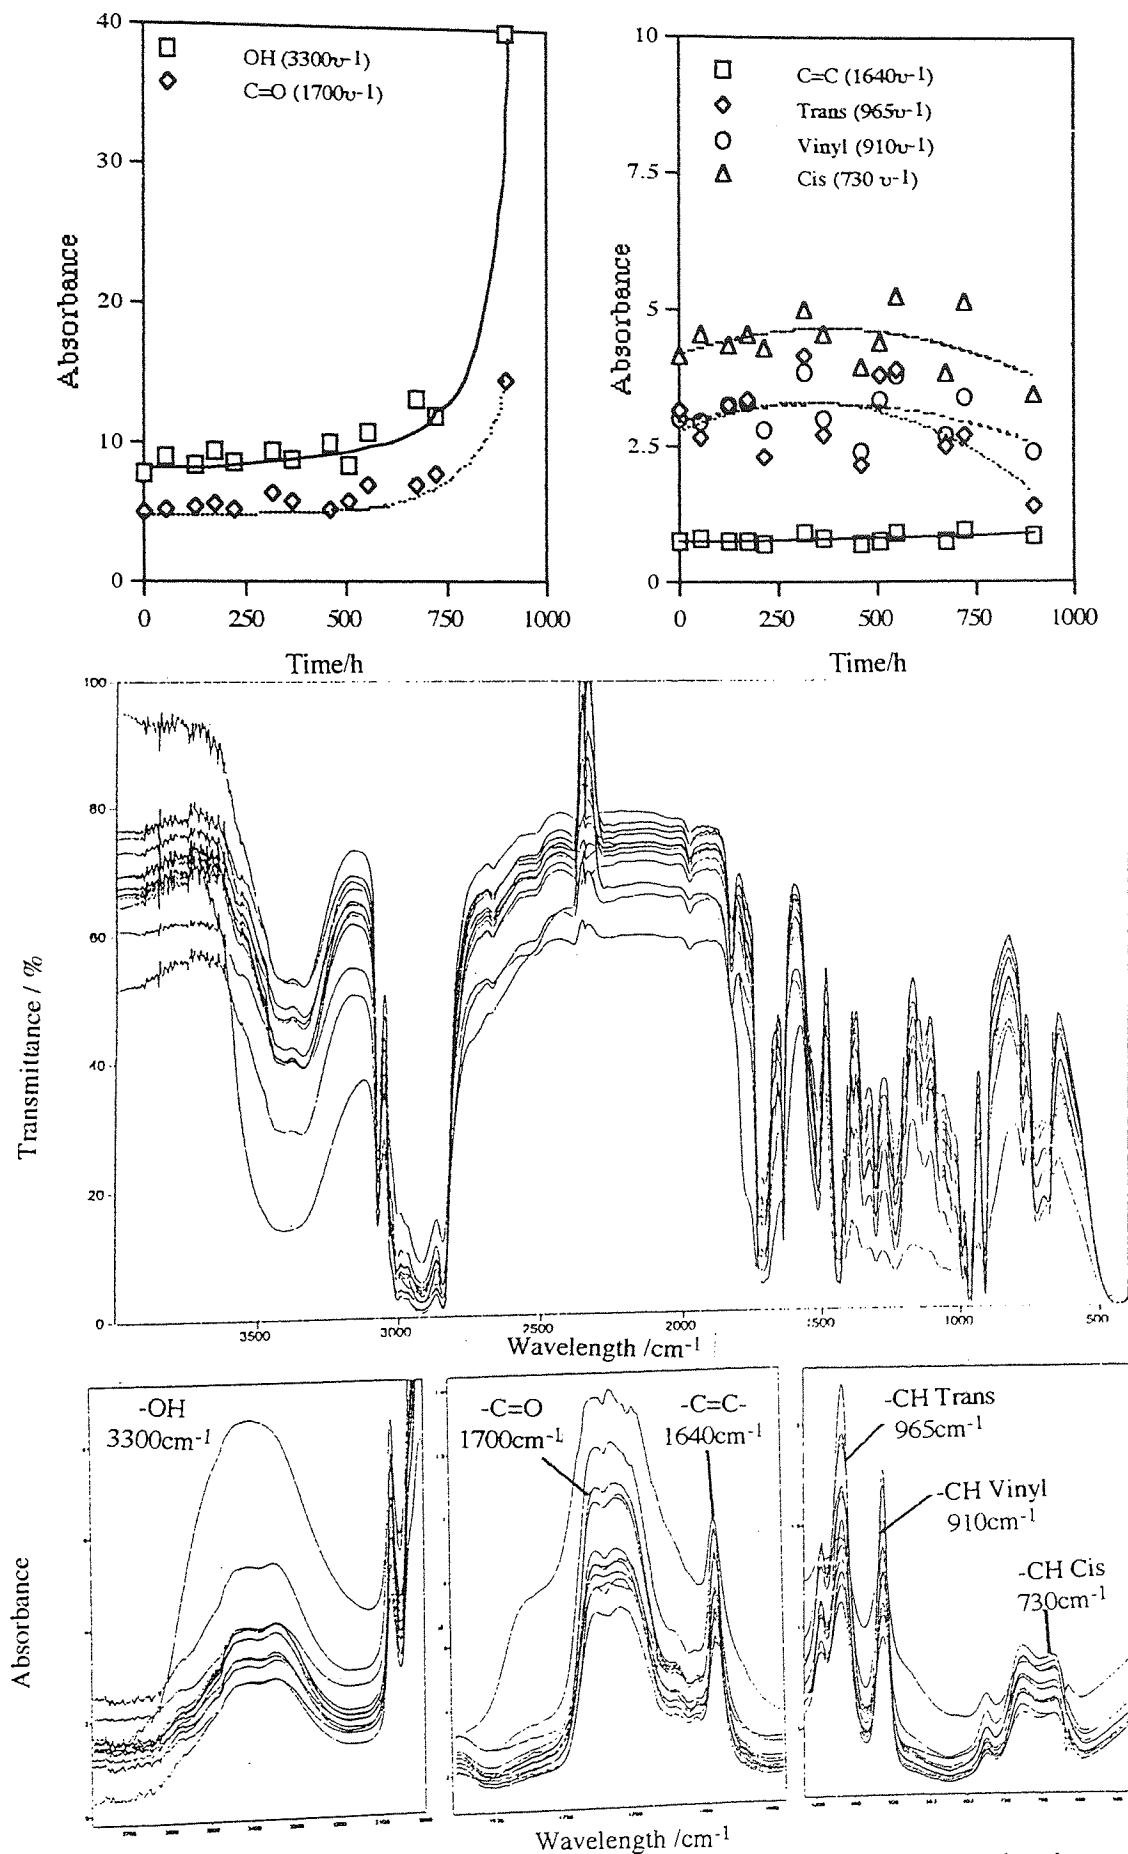 40
30
20
10
0
Absorbance
OH (3300υ-1)
C=O (1700υ-1)
0 250 500 750 1000
Time/h
10
7.5
5
2.5
0
Absorbance
C=C (1640υ-1)
Trans (965υ-1)
Vinyl (910υ-1)
Cis (730 υ-1)
0 250 500 750 1000
Time/h
100
80
60
40
20
0
Transmittance / %
3500 3000 2500 2000 1500 1000 500
Wavelength /cm-1
Absorbance
-OH
3300cm-1
-C=O
1700cm-1
-C=C-
1640cm-1
-CH Trans
965cm-1
-CH Vinyl
910cm-1
-CH Cis
730cm-1
Wavelength /cm-1